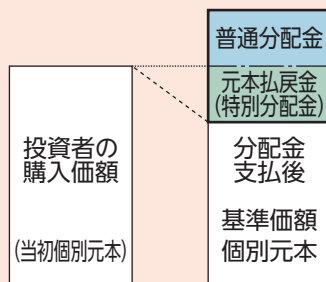 普通分配金
元本払戻金
(特別分配金)
投資者の
購入価額
(当初個別元本)
分配金
支払後
基準価額
個別元本